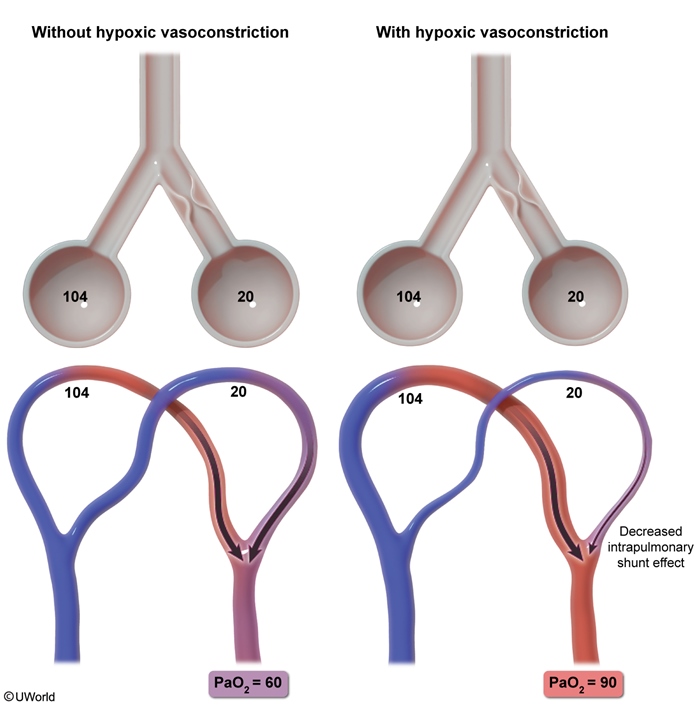 Without hypoxic vasoconstriction
With hypoxic vasoconstriction
104
20
104
20
104
20
104
20
Decreased
intrapulmonary
shunt effect
PaO₂ = 60
PaO₂ = 90
©UWorld